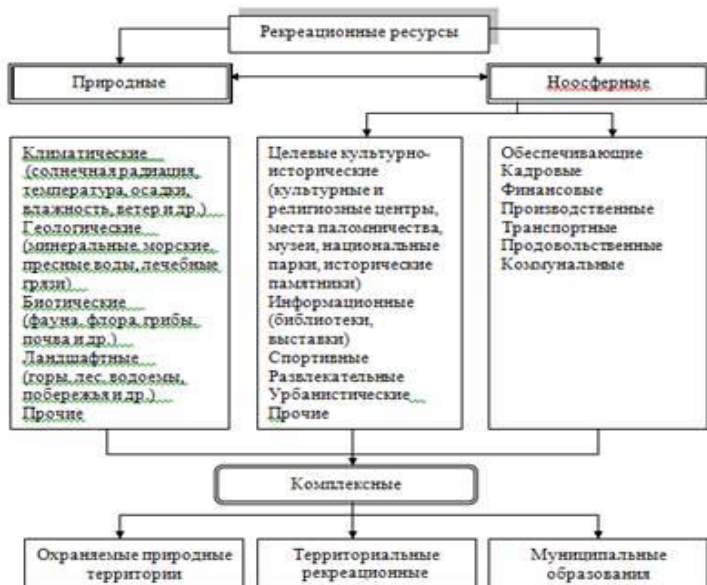 Рекреационные ресурсы
Природные
Ноосферные
Климатические
(солнечная радиация,
температура, осадки,
влажность, ветер и др.)
Геологические
(минеральные, морские,
пресные воды, лечебные
грязи)
Биотические
(фауна, флора, грибы,
почва и др.)
Ландшафтные
(горы, лес, водоемы,
побережья и др.)
Прочие
Целевые культурно-
исторические
(культурные и
религиозные центры,
места паломничества,
музеи, национальные
парки, исторические
памятники)
Информационные
(библиотеки,
выставки)
Спортивные
Развлекательные
Урбанистические
Прочие
Обеспечивающие
Кадровые
Финансовые
Производственные
Транспортные
Продовольственные
Коммунальные
Комплексные
Охраняемые природные
территории
Территориальные
рекреационные
Муниципальные
образования